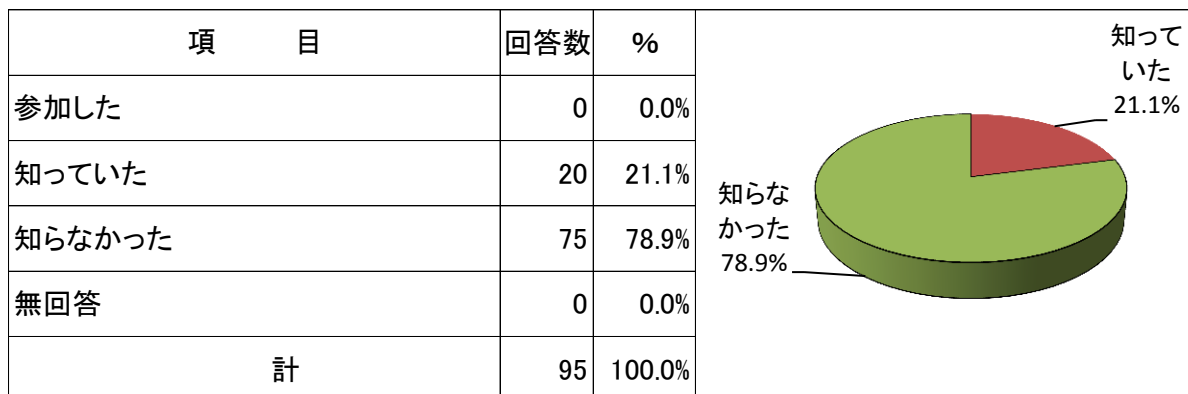 項　　目 回答数 %
参加した 0 0.0%
知っていた 20 21.1%
知らなかった 75 78.9%
無回答 0 0.0%
計 95 100.0%
知って
いた
21.1%
知らな
かった
78.9%